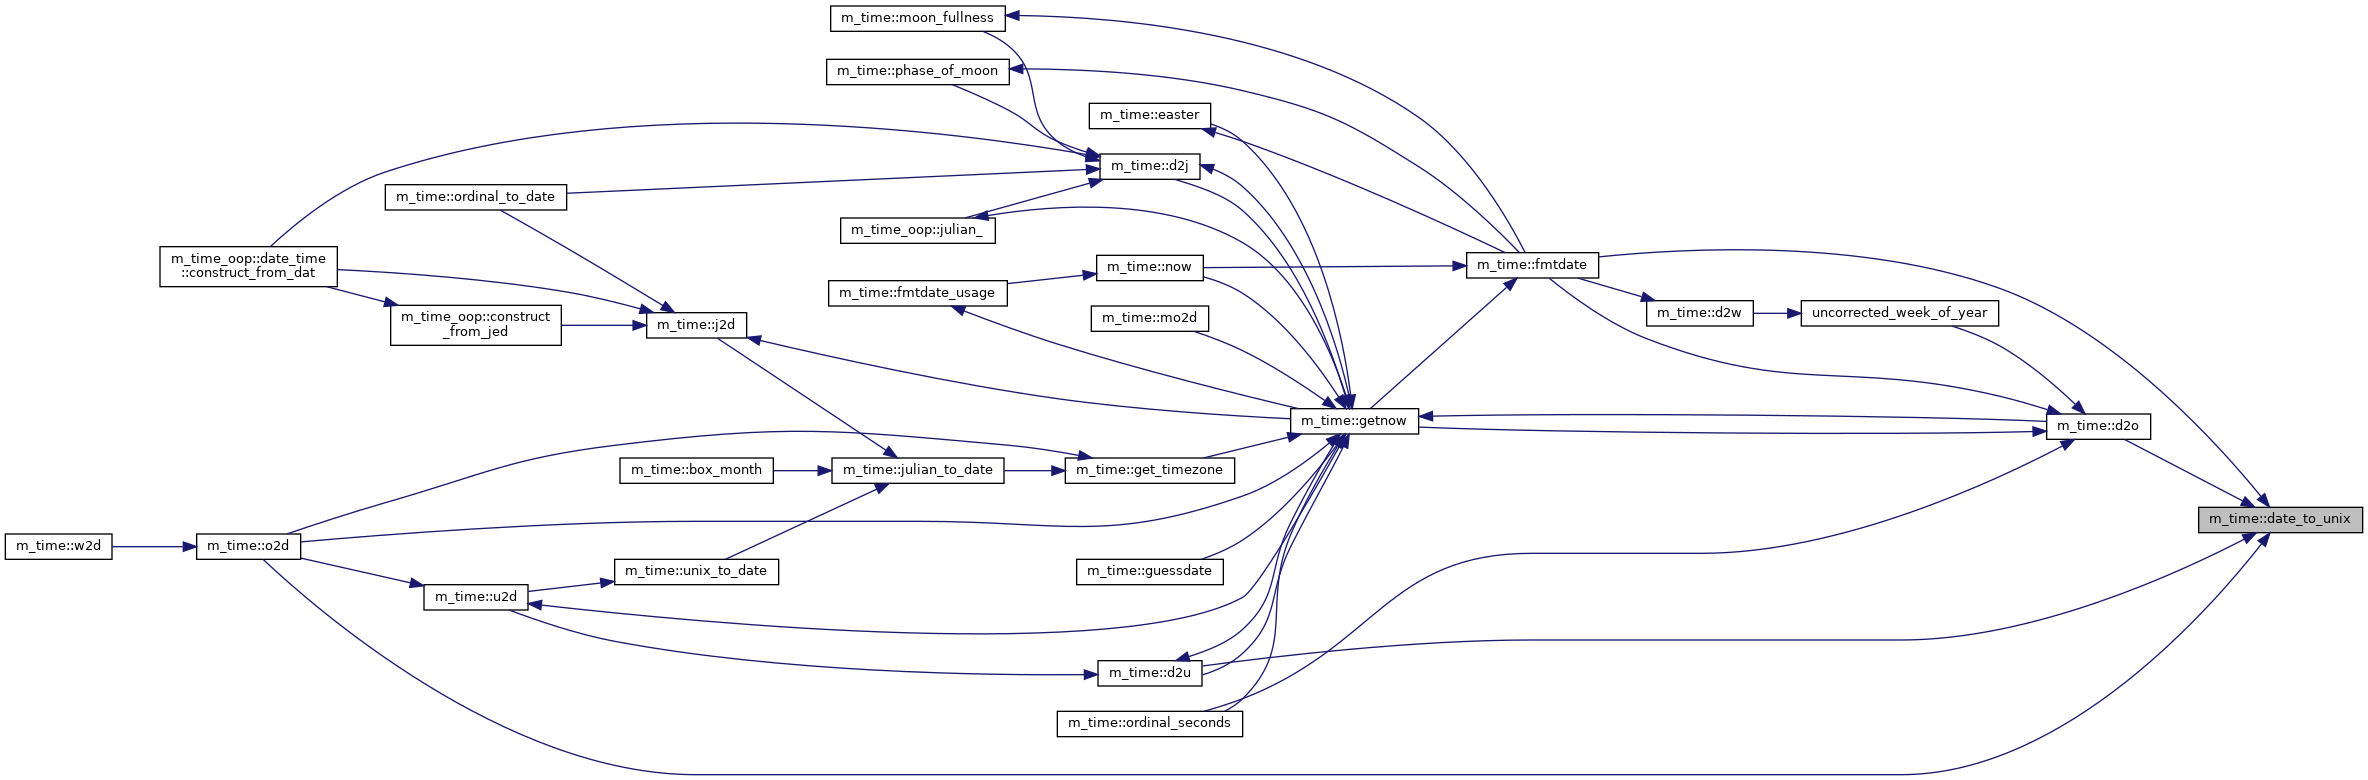 m_time::moon_fullness
m_time::phase_of_moon
m_time::easter
m_time::d2j
m_time::ordinal_to_date
m_time_oop::julian_
m_time_oop::date_time
::construct_from_dat
m_time::now
m_time::fmtdate
m_time::fmtdate_usage
m_time_oop::construct
_from_jed
m_time::j2d
m_time::mo2d
m_time::d2w
uncorrected_week_of_year
m_time::getnow
m_time::d2o
m_time::box_month
m_time::julian_to_date
m_time::get_timezone
m_time::date_to_unix
m_time::w2d
m_time::o2d
m_time::unix_to_date
m_time::guessdate
m_time::u2d
m_time::d2u
m_time::ordinal_seconds